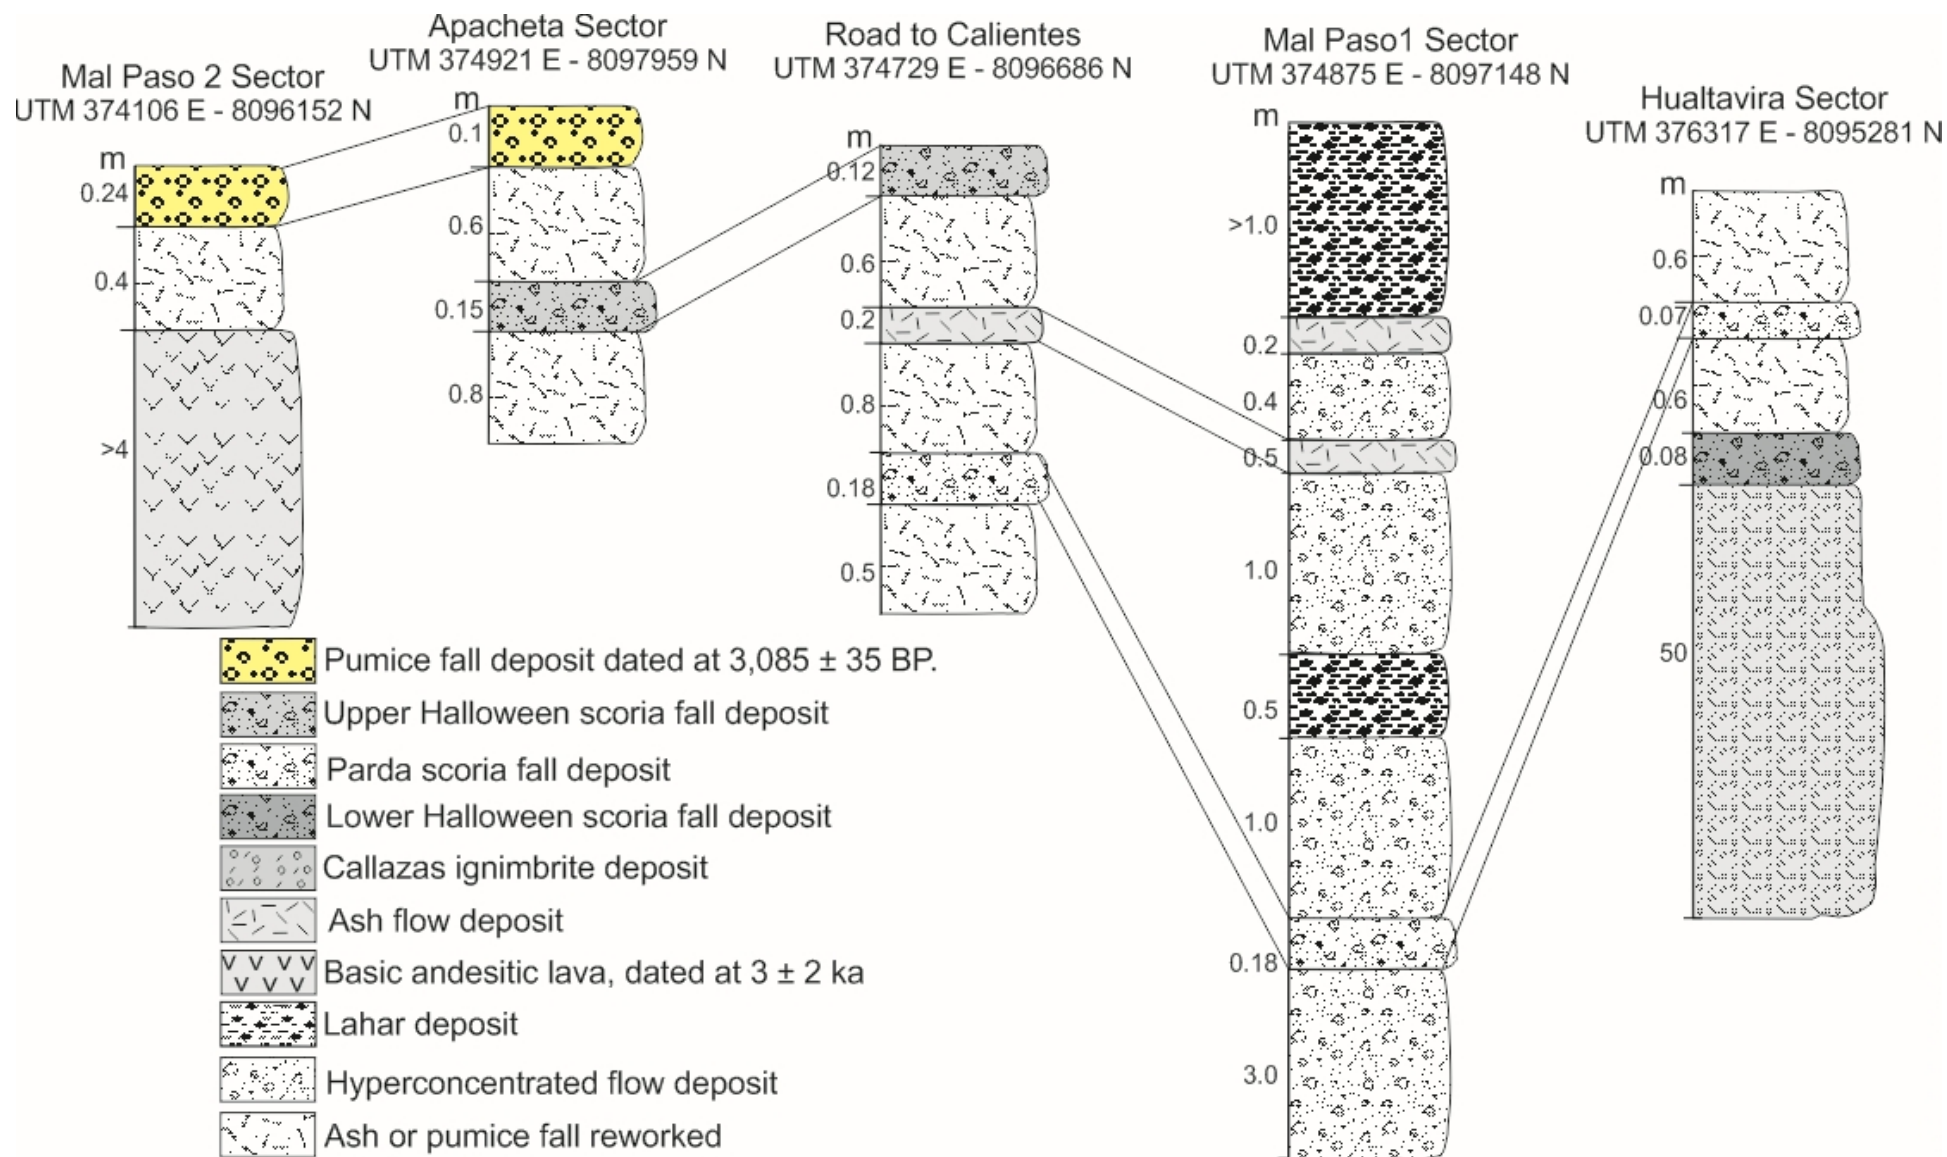 Mal Paso 2 Sector
UTM 374106 E - 8096152 N
m
0.24
0.4
>4
Apacheta Sector
UTM 374921 E - 8097959 N
m
0.1
0.6
0.15
0.8
Road to Calientes
UTM 374729 E - 8096686 N
m
0.12
0.6
0.2
0.8
0.18
0.5
Mal Paso1 Sector
UTM 374875 E - 8097148 N
m
>1.0
0.2
0.4
0.5
1.0
0.5
1.0
0.18
3.0
Hualtavira Sector
UTM 376317 E - 8095281 N
m
0.6
0.07
0.6
0.08
50
Pumice fall deposit dated at 3,085 ± 35 BP.
Upper Halloween scoria fall deposit
Parda scoria fall deposit
Lower Halloween scoria fall deposit
Callazas ignimbrite deposit
Ash flow deposit
Basic andesitic lava, dated at 3 ± 2 ka
Lahar deposit
Hyperconcentrated flow deposit
Ash or pumice fall reworked